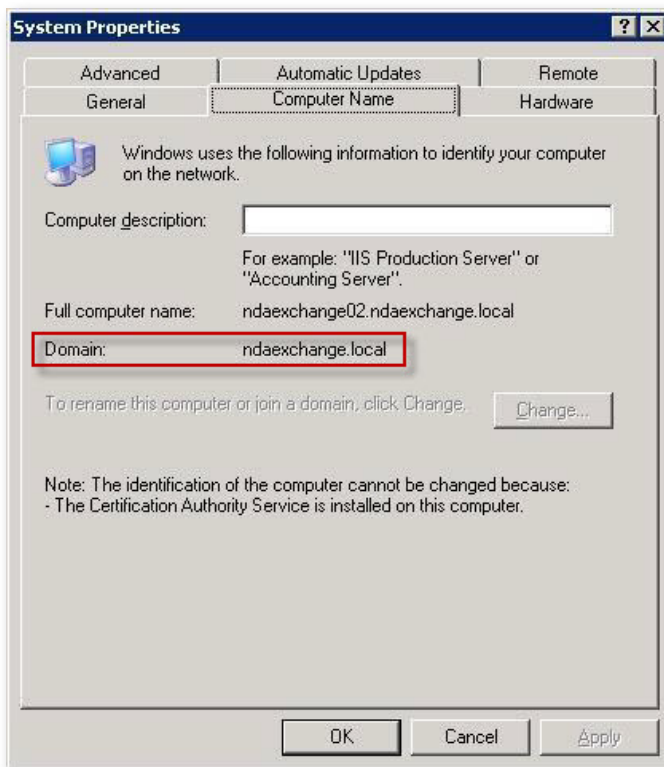 System Properties
Advanced
Automatic Updates
Remote
General
Computer Name
Hardware
Windows uses the following information to identify your computer
on the network.
Computer description:
For example: "IIS Production Server" or
"Accounting Server".
Full computer name: ndaexchange02.ndaexchange.local
Domain: ndaexchange.local
To rename this computer or join a domain, click Change. Change...
Note: The identification of the computer cannot be changed because:
- The Certification Authority Service is installed on this computer.
OK
Cancel
Apply